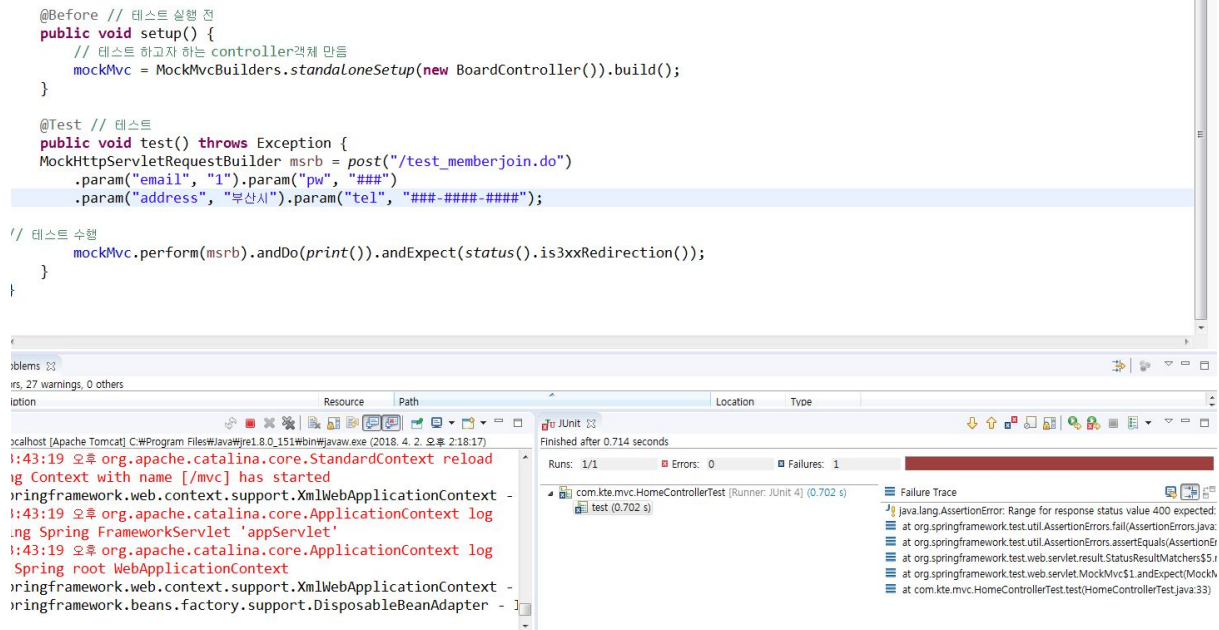 @Before // 테스트 실행 전
public void setup() {
// 테스트 하고자 하는 controller객체 만듬
mockMvc = MockMvcBuilders.standaloneSetup(new BoardController()).build();
}
@Test // 테스트
public void test() throws Exception {
MockHttpServletRequestBuilder msrb = post("/test_memberjoin.do")
.param("email", "1").param("pw", "###")
.param("address", "부산시").param("tel", "###-####-####");
// 테스트 수행
mockMvc.perform(msrb).andDo(print()).andExpect(status().is3xxRedirection());
}
}
oblems
rs, 27 warnings, 0 others
iption Resource Path Location Type
ocalhost [Apache Tomcat] C:₩Program Files₩Java₩jre1.8.0_151₩bin₩javaw.exe (2018. 4. 2. 오후 2:18:17)
:43:19 오후 org.apache.catalina.core.StandardContext reload
ng Context with name [/mvc] has started
pringframework.web.context.support.XmlWebApplicationContext -
:43:19 오후 org.apache.catalina.core.ApplicationContext log
ing Spring FrameworkServlet 'appServlet'
:43:19 오후 org.apache.catalina.core.ApplicationContext log
Spring root WebApplicationContext
pringframework.web.context.support.XmlWebApplicationContext -
pringframework.beans.factory.support.DisposableBeanAdapter -
JUnit
Finished after 0.714 seconds
Runs: 1/1 Errors: 0 Failures: 1
com.kte.mvc.HomeControllerTest [Runner: JUnit 4] (0.702 s)
test (0.702 s)
Failure Trace
java.lang.AssertionError: Range for response status value 400 expected:
at org.springframework.test.util.AssertionErrors.fail(AssertionErrors.java:
at org.springframework.test.util.AssertionErrors.assertEquals(AssertionEr
at org.springframework.test.web.servlet.result.StatusResultMatchers$5.r
at org.springframework.test.web.servlet.MockMvc$1.andExpect(MockM
at com.kte.mvc.HomeControllerTest.test(HomeControllerTest.java:33)